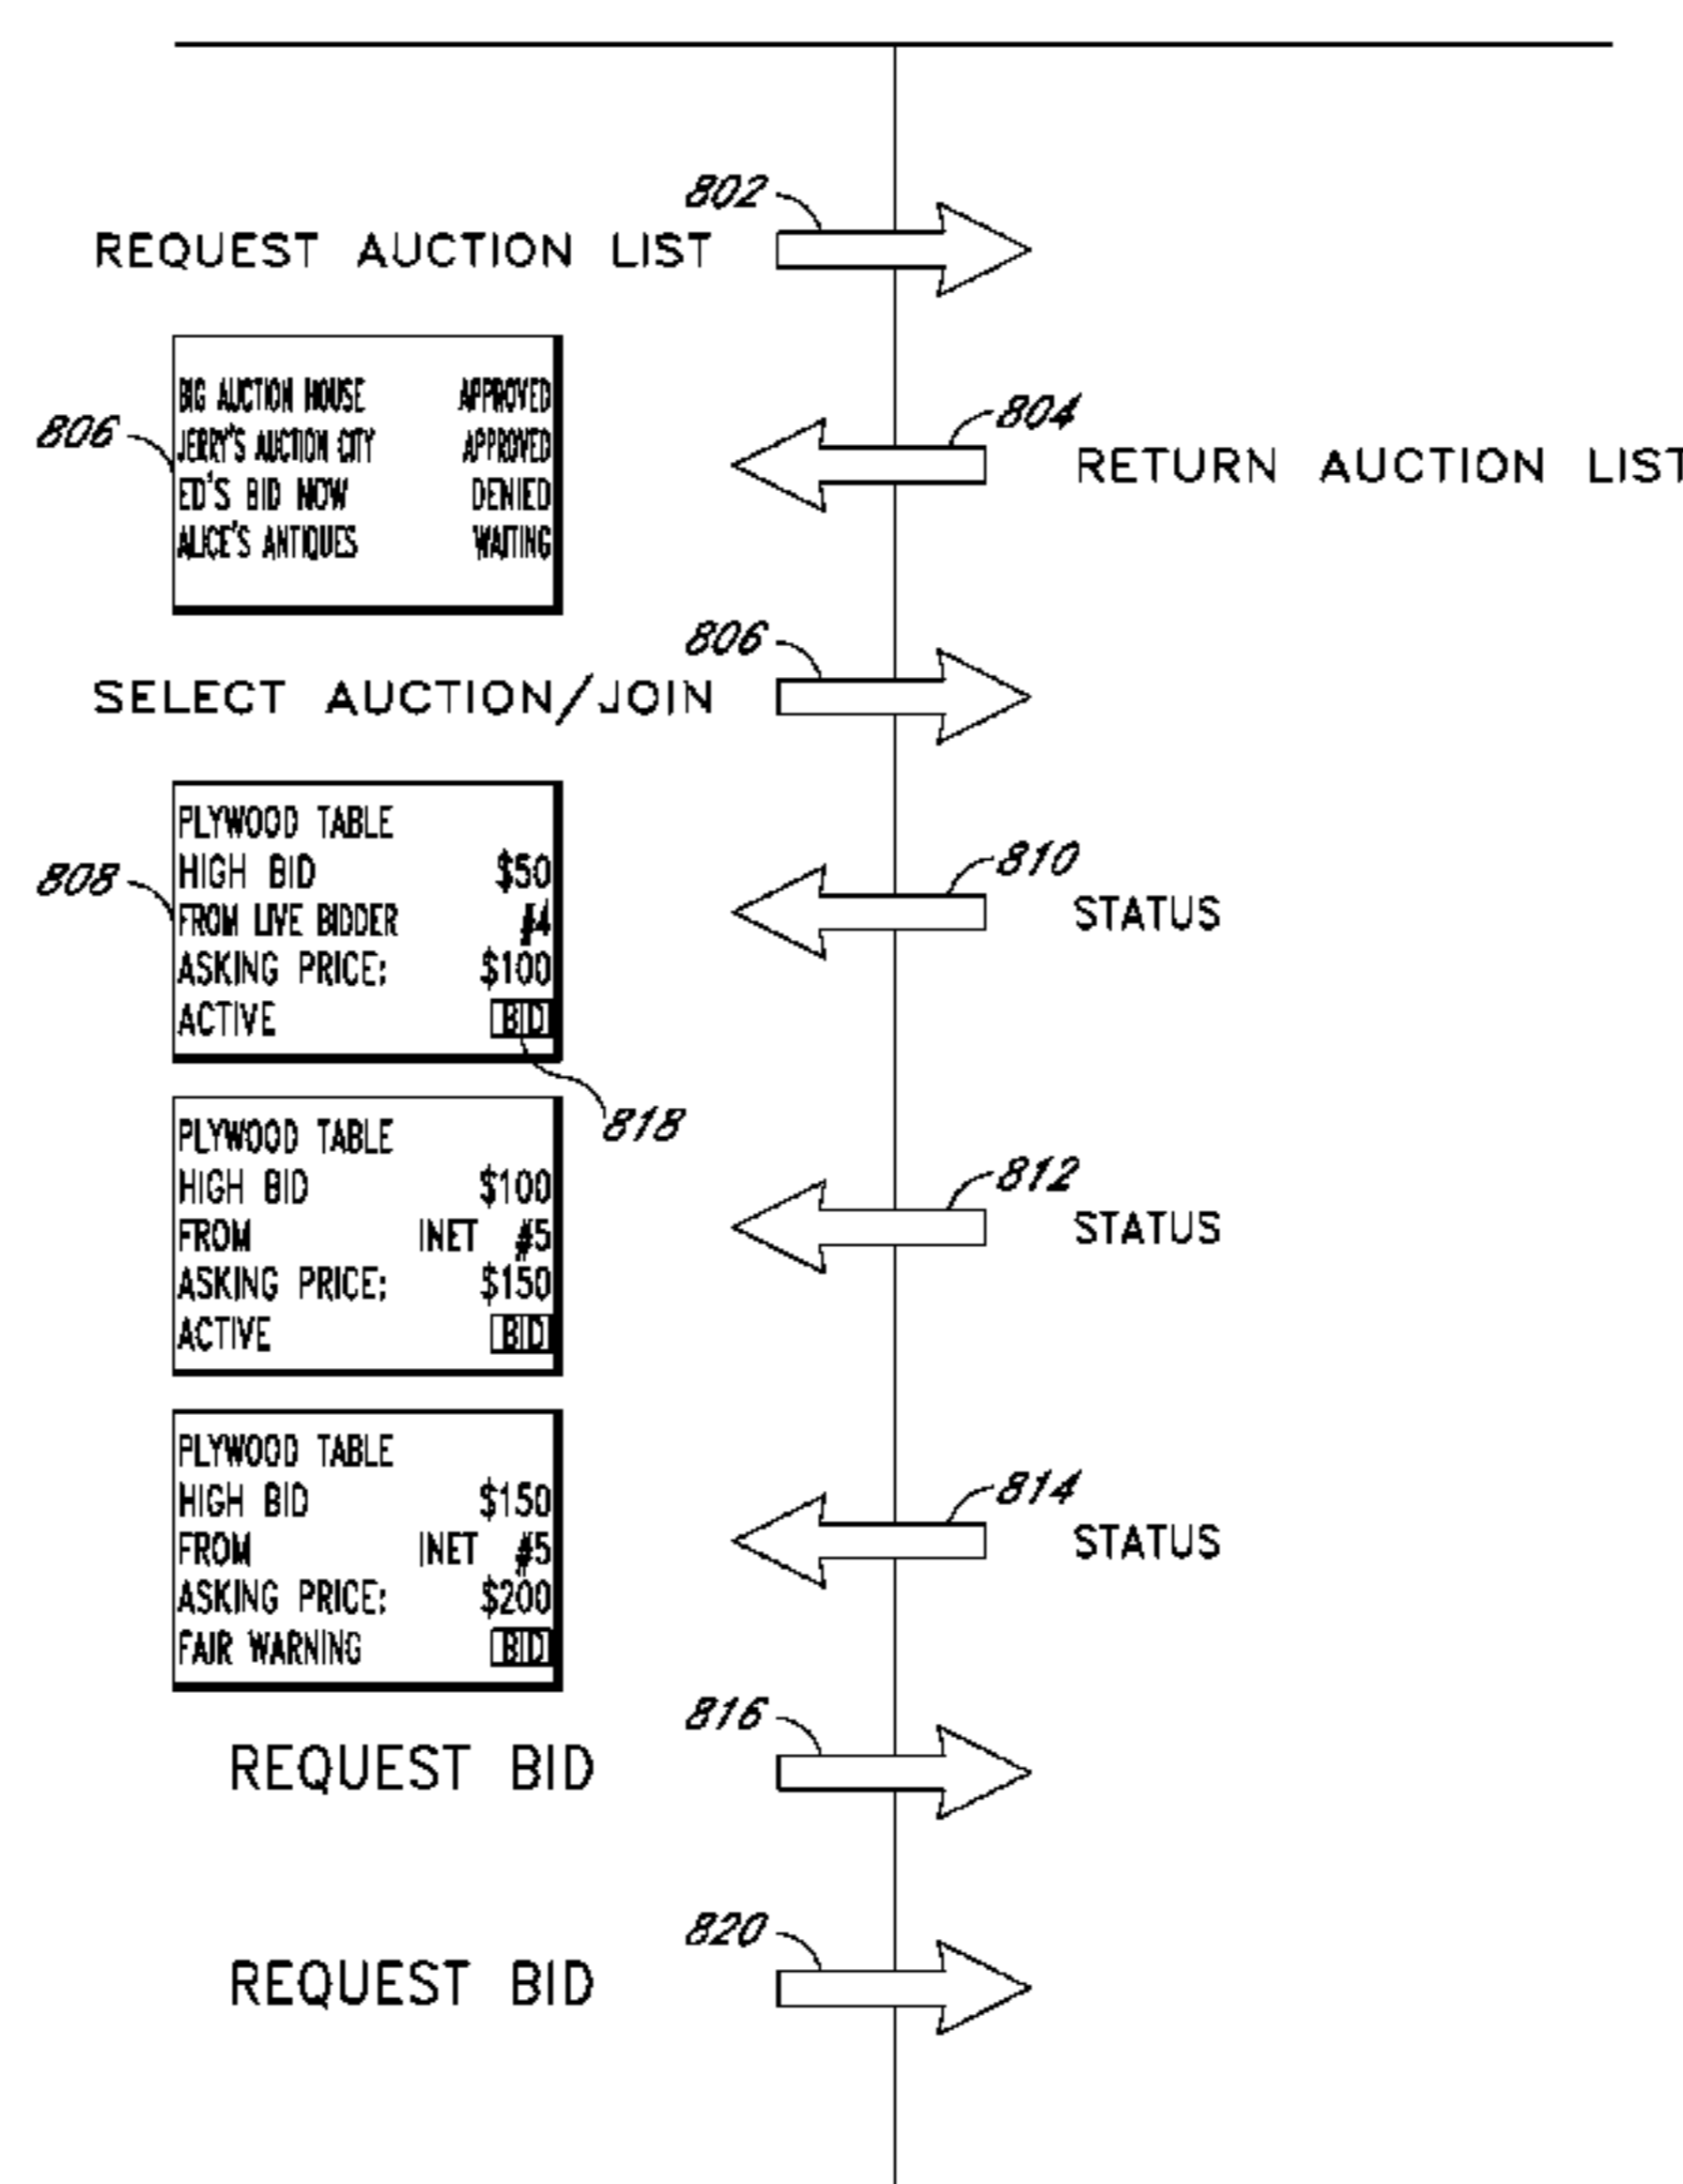 802
REQUEST AUCTION LIST
BIG AUCTION HOUSE APPROVED
JERRY'S AUCTION CITY APPROVED
ED'S BID NOW DENIED
ALICE'S ANTIQUES WAITING
806
804
RETURN AUCTION LIST
806
SELECT AUCTION/JOIN
PLYWOOD TABLE
HIGH BID $50
FROM LIVE BIDDER #4
ASKING PRICE: $100
ACTIVE BID
808
810
STATUS
818
PLYWOOD TABLE
HIGH BID $100
FROM INET #5
ASKING PRICE: $150
ACTIVE BID
812
STATUS
PLYWOOD TABLE
HIGH BID $150
FROM INET #5
ASKING PRICE: $200
FAIR WARNING BID
814
STATUS
816
REQUEST BID
820
REQUEST BID